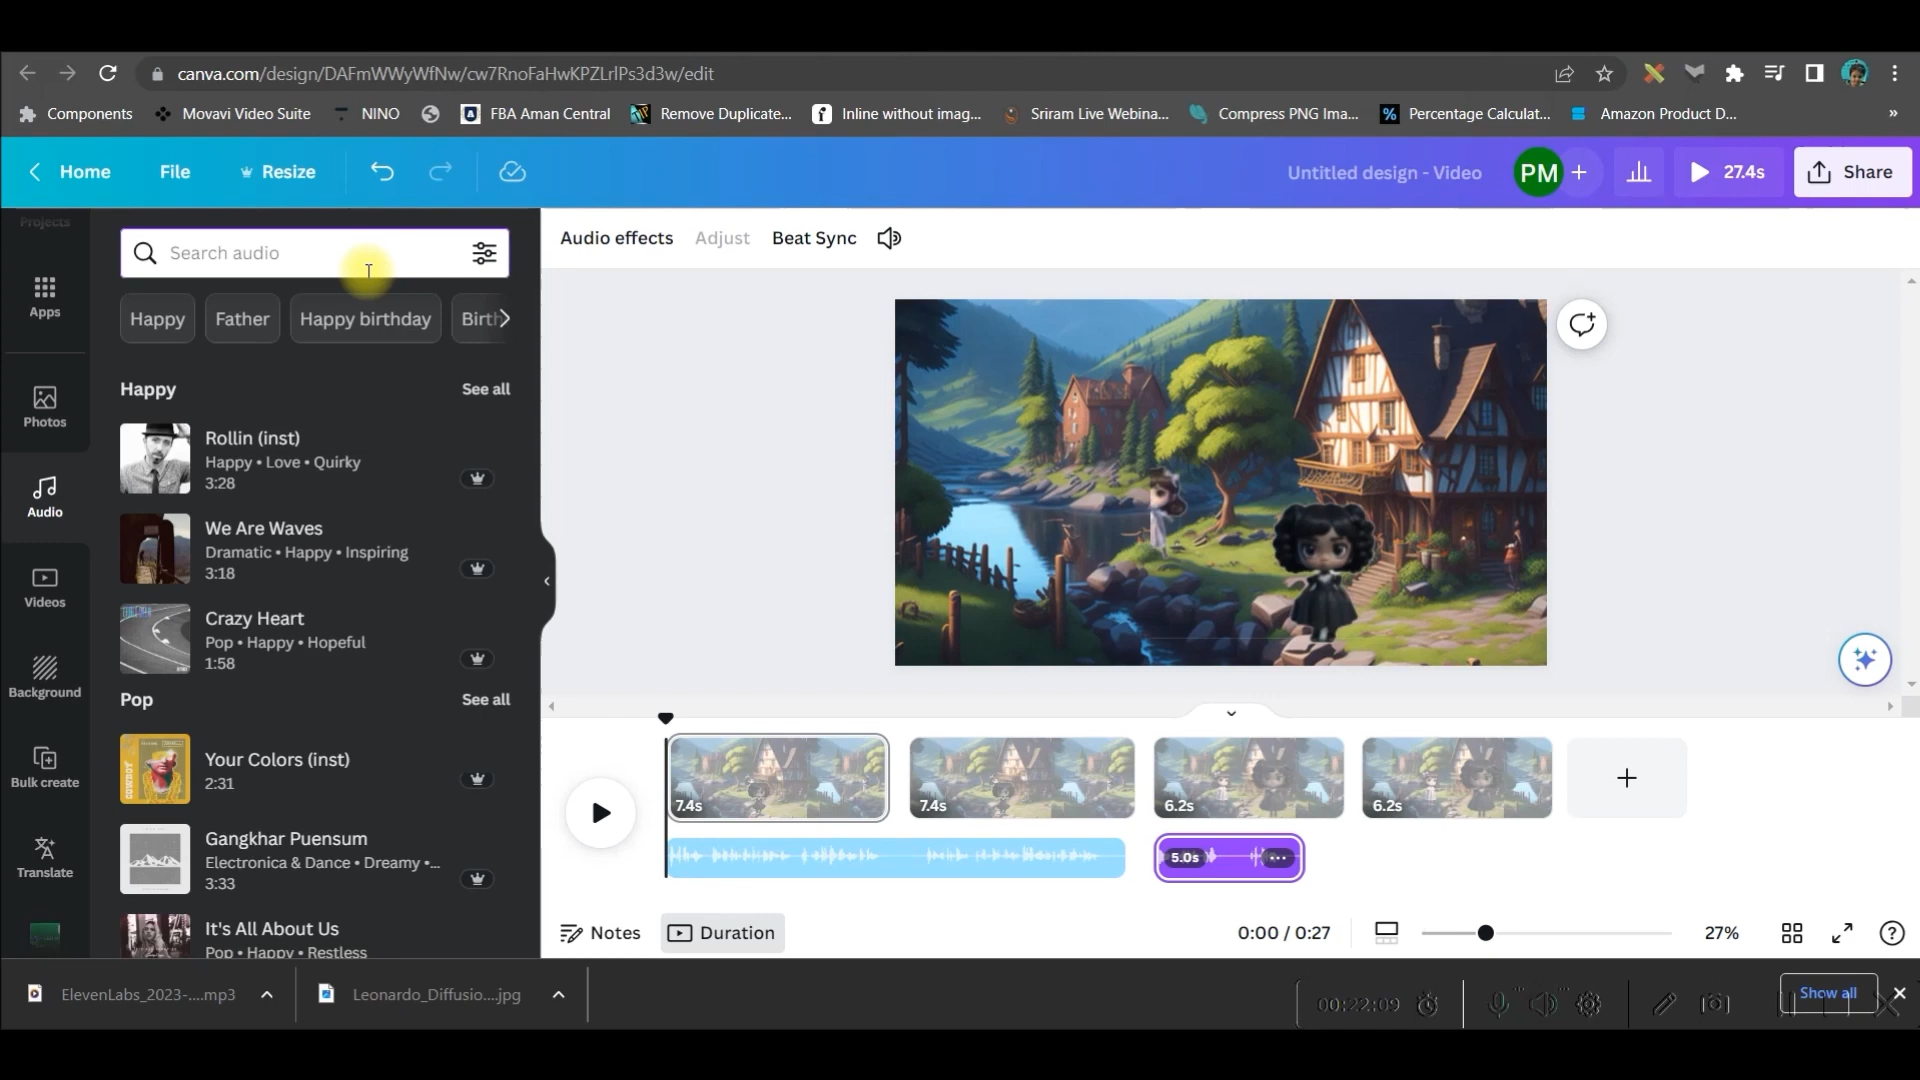 canva.com/design/DAFmWWyWfNw/cw7RnoFaHwKPZLrlPs3d3w/edit
Components Movavi Video Suite NINO FBA Aman Central Remove Duplicate... Inline without imag... Sriram Live Webina... Compress PNG Ima... Percentage Calculat... Amazon Product D... »
Home File Resize Untitled design - Video PM + 27.4s Share
Projects
Search audio
Audio effects Adjust Beat Sync
Apps
Happy Father Happy birthday Birth
Happy See all
Photos
Rollin (inst)
Happy • Love • Quirky
3:28
Audio
We Are Waves
Dramatic • Happy • Inspiring
3:18
Videos
Crazy Heart
Pop • Happy • Hopeful
1:58
Background
Pop See all
Your Colors (inst)
2:31
Bulk create
7.4s 7.4s 6.2s 6.2s
Gangkhar Puensum
Electronica & Dance • Dreamy •...
3:33
Translate
5.0s
It's All About Us
Pop • Happy • Restless
Notes Duration 0:00 / 0:27 27%
ElevenLabs_2023-....mp3 Leonardo_Diffusio....jpg 00:22:09 Show all